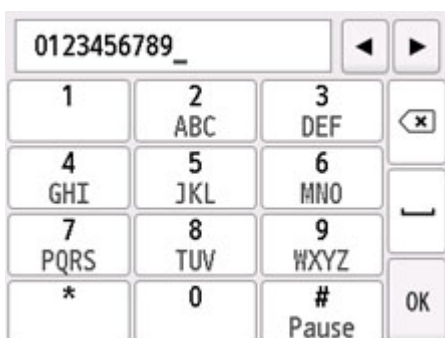 0123456789_
1 2 3
ABC DEF
4 5 6
GHI JKL MNO
7 8 9
PQRS TUV WXYZ
* 0 # OK
Pause